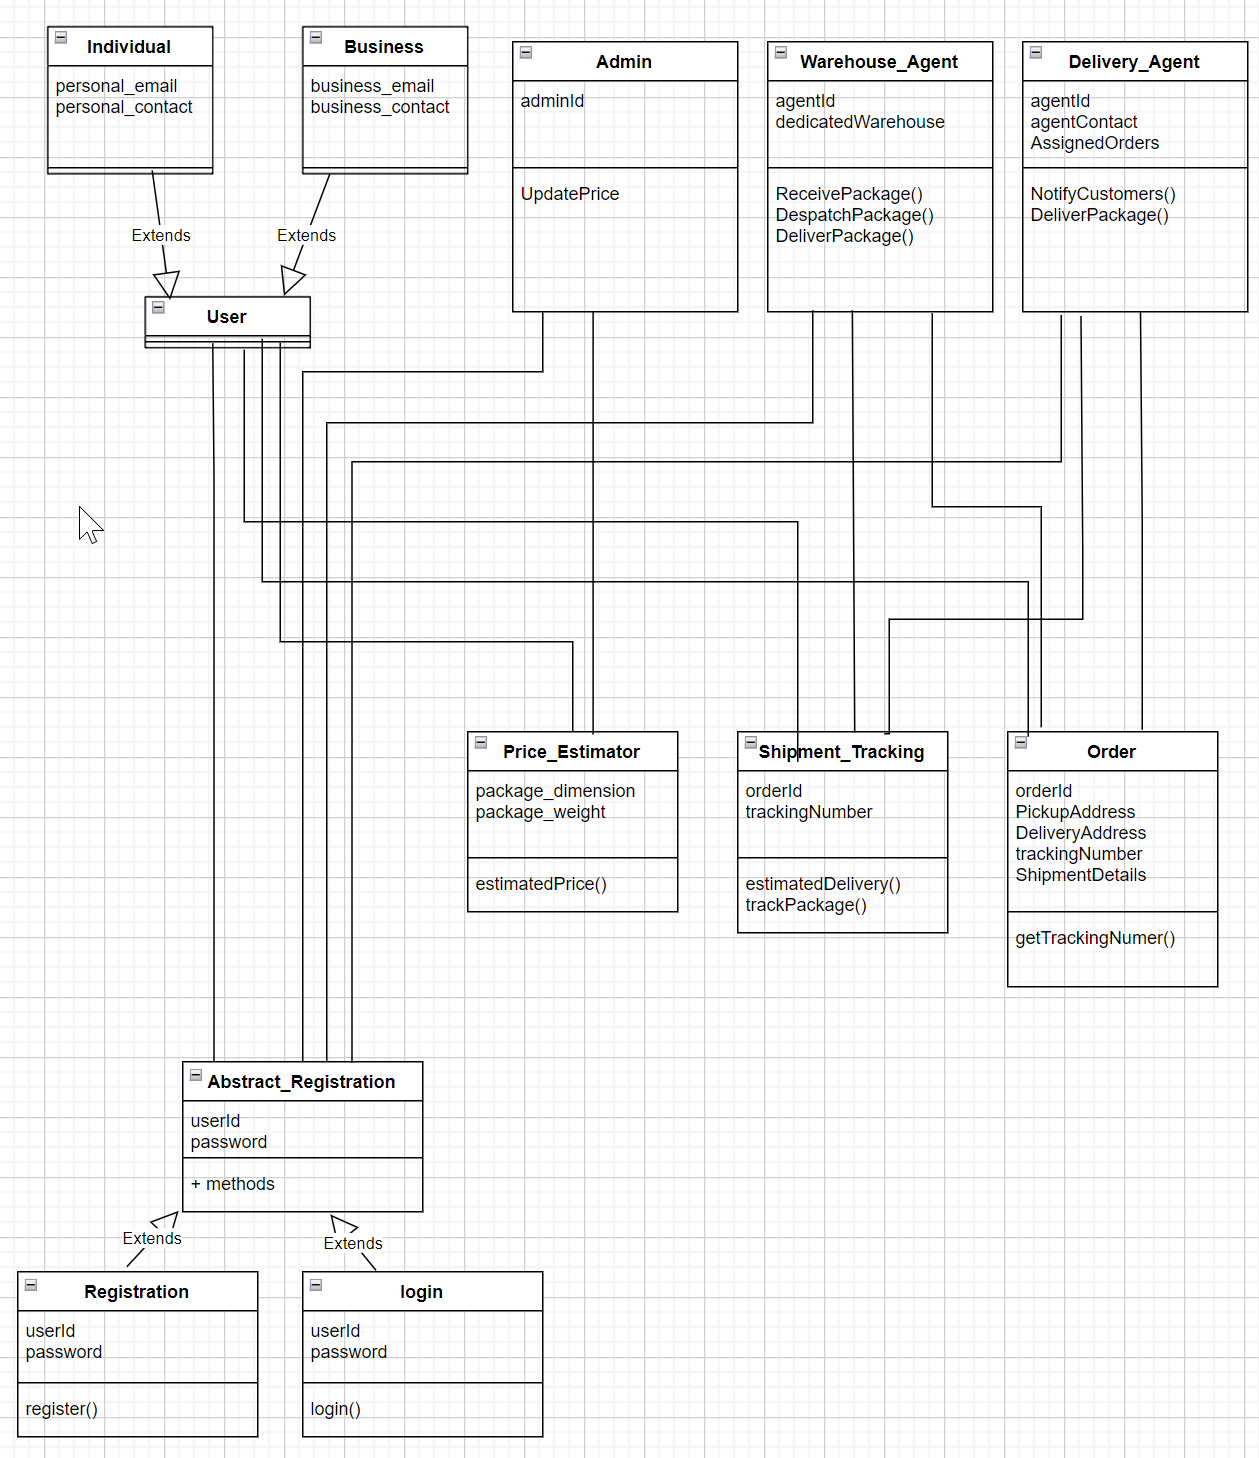 Individual
personal_email
personal_contact
Business
business_email
business_contact
Admin
adminId
UpdatePrice
Warehouse_Agent
agentId
dedicatedWarehouse
ReceivePackage()
DespatchPackage()
DeliverPackage()
Delivery_Agent
agentId
agentContact
AssignedOrders
NotifyCustomers()
DeliverPackage()
Extends
Extends
User
Price_Estimator
package_dimension
package_weight
estimatedPrice()
Shipment_Tracking
orderId
trackingNumber
estimatedDelivery()
trackPackage()
Order
orderId
PickupAddress
DeliveryAddress
trackingNumber
ShipmentDetails
getTrackingNumer()
Abstract_Registration
userId
password
+ methods
Extends
Extends
Registration
userId
password
register()
login
userId
password
login()